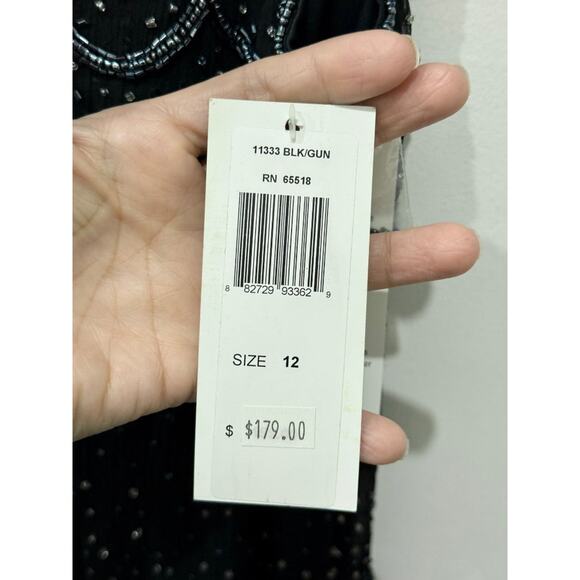 11333 BLK/GUN
RN 65518
8 82729 93362 9
SIZE 12
$ $179.00